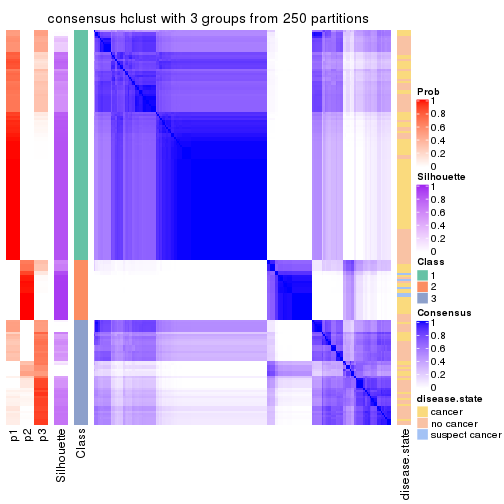 consensus hclust with 3 groups from 250 partitions
Prob
1
0.8
0.6
0.4
0.2
0
Silhouette
1
0.8
0.6
0.4
0.2
0
Class
1
2
3
Consensus
1
0.8
0.6
0.4
0.2
0
disease.state
cancer
no cancer
suspect cancer
p1
p2
p3
Silhouette
Class
disease.state